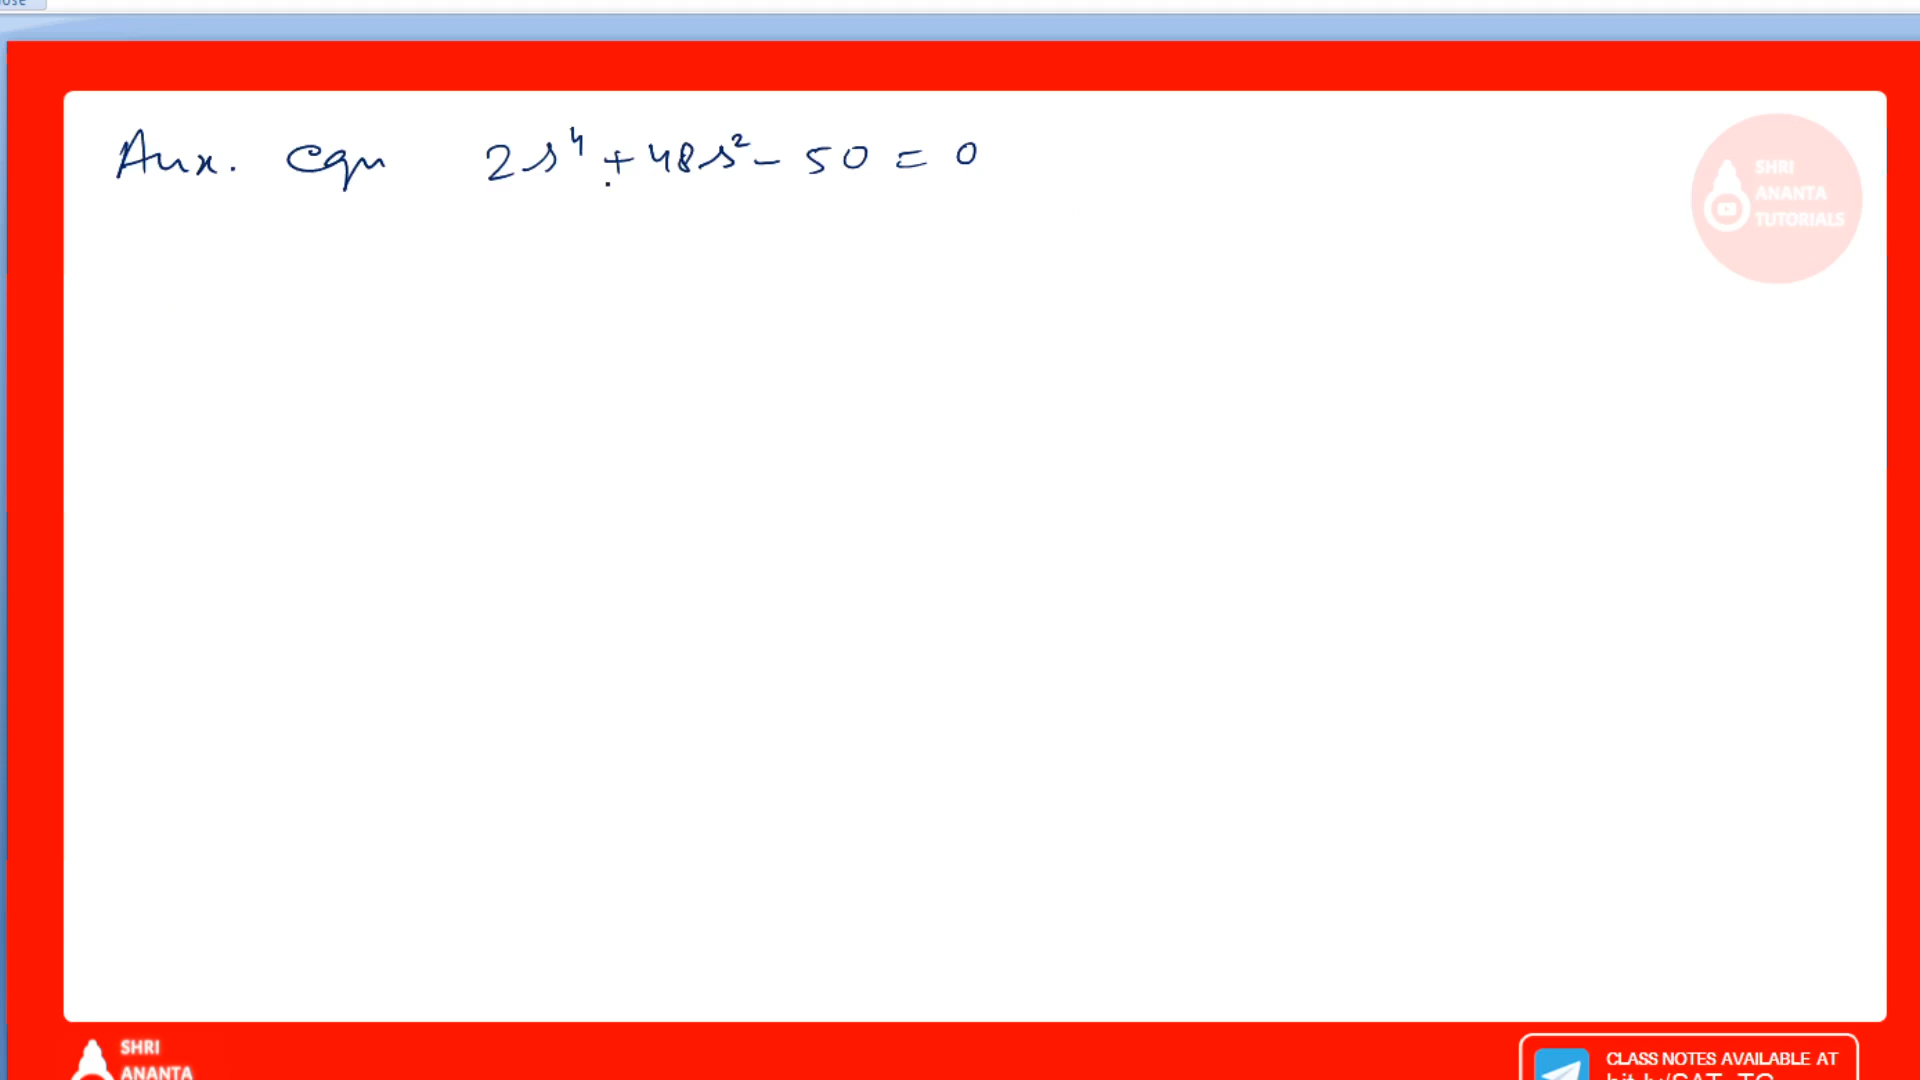 Aux. eqn 2s⁴ + 48s² - 50 = 0
SHRI
ANANTA
TUTORIALS
SHRI
ANANTA
CLASS NOTES AVAILABLE AT